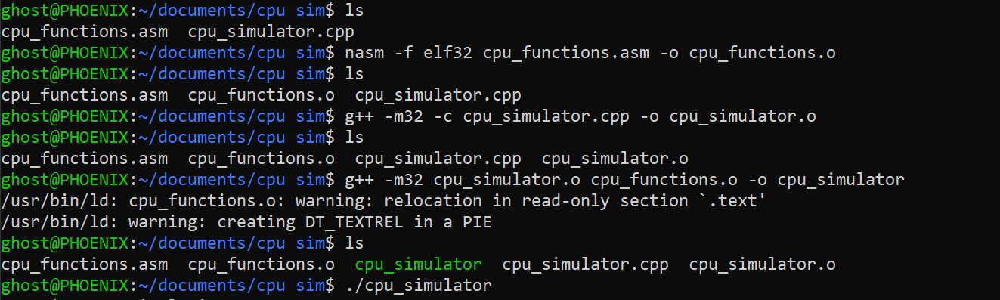 ghost@PHOENIX:~/documents/cpu sim$ ls
cpu_functions.asm  cpu_simulator.cpp
ghost@PHOENIX:~/documents/cpu sim$ nasm -f elf32 cpu_functions.asm -o cpu_functions.o
ghost@PHOENIX:~/documents/cpu sim$ ls
cpu_functions.asm  cpu_functions.o  cpu_simulator.cpp
ghost@PHOENIX:~/documents/cpu sim$ g++ -m32 -c cpu_simulator.cpp -o cpu_simulator.o
ghost@PHOENIX:~/documents/cpu sim$ ls
cpu_functions.asm  cpu_functions.o  cpu_simulator.cpp  cpu_simulator.o
ghost@PHOENIX:~/documents/cpu sim$ g++ -m32 cpu_simulator.o cpu_functions.o -o cpu_simulator
/usr/bin/ld: cpu_functions.o: warning: relocation in read-only section `.text'
/usr/bin/ld: warning: creating DT_TEXTREL in a PIE
ghost@PHOENIX:~/documents/cpu sim$ ls
cpu_functions.asm  cpu_functions.o  cpu_simulator  cpu_simulator.cpp  cpu_simulator.o
ghost@PHOENIX:~/documents/cpu sim$ ./cpu_simulator